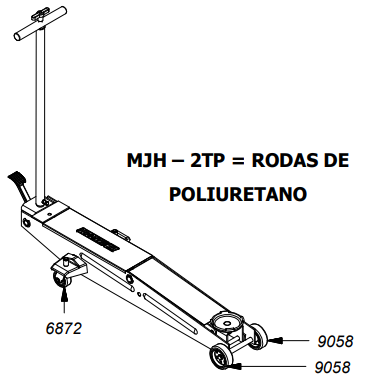 MJH – 2TP = RODAS DE
POLIURETANO
6872
9058
9058